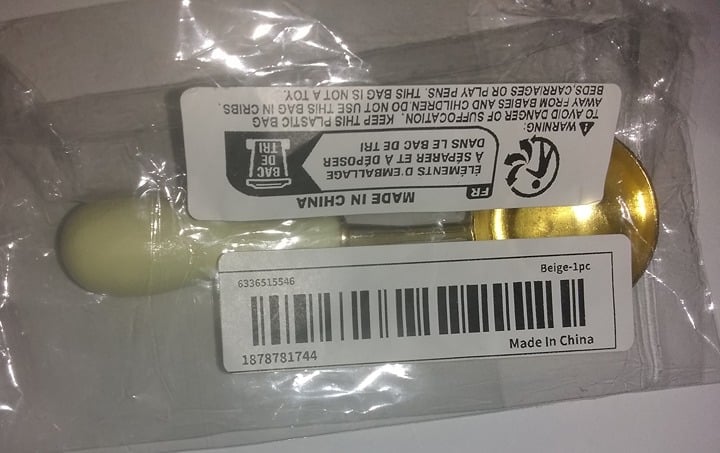 ⚠ WARNING:
TO AVOID DANGER OF SUFFOCATION, KEEP THIS PLASTIC BAG
AWAY FROM BABIES AND CHILDREN.DO NOT USE THIS BAG IN CRIBS,
BEDS,CARRIAGES OR PLAY PENS. THIS BAG IS NOT A TOY.
FR
ÉLÉMENTS D'EMBALLAGE
À SÉPARER ET À DÉPOSER
DANS LE BAC DE TRI
BAC
DE
TRI
MADE IN CHINA
6336515546
Beige-1pc
1878781744
Made In China